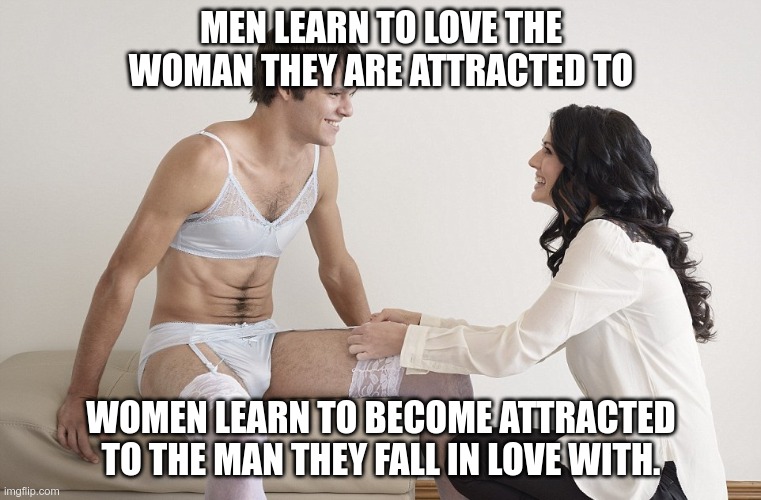 MEN LEARN TO LOVE THE
WOMAN THEY ARE ATTRACTED TO
WOMEN LEARN TO BECOME ATTRACTED
TO THE MAN THEY FALL IN LOVE WITH.
imgflip.com